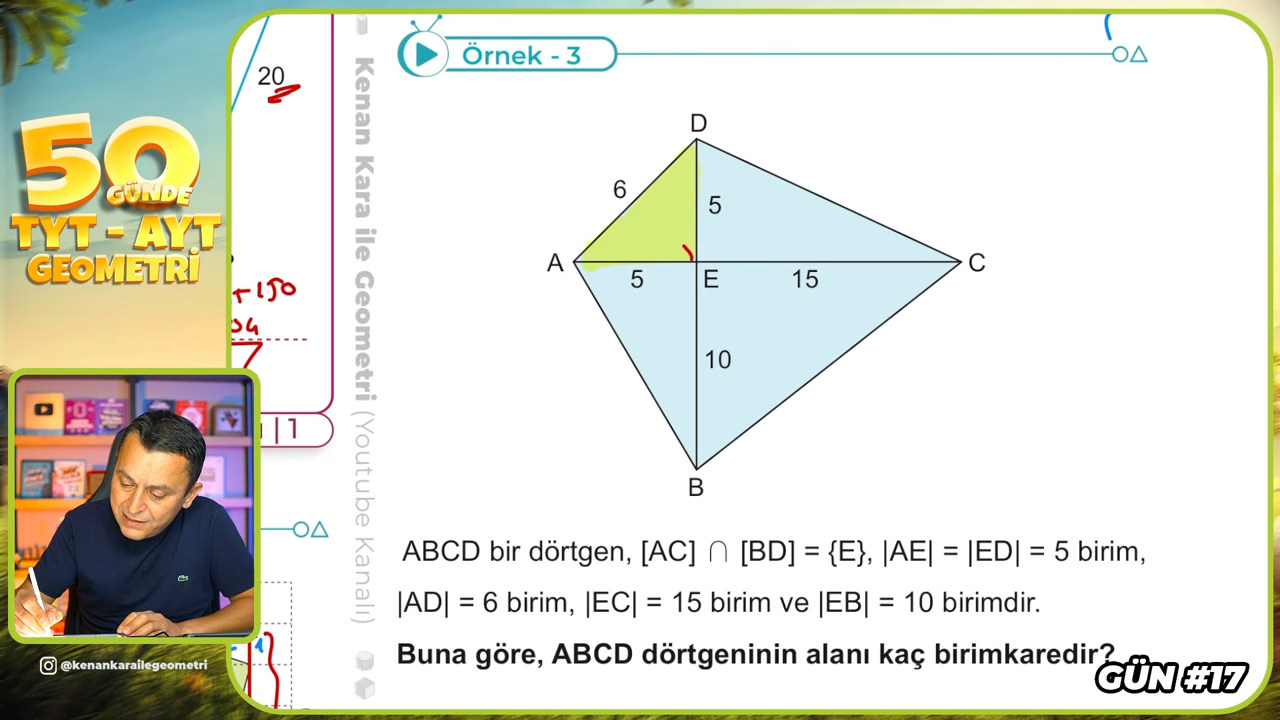 20
50
GÜNDE
TYT - AYT
GEOMETRİ
+150
Kenan Kara ile Geometri (Youtube Kanalı)
Örnek - 3
D
6
5
A
5
E
15
C
10
B
ABCD bir dörtgen, [AC] ∩ [BD] = {E}, |AE| = |ED| = 5 birim,
|AD| = 6 birim, |EC| = 15 birim ve |EB| = 10 birimdir.
Buna göre, ABCD dörtgeninin alanı kaç birimkaredir?
GÜN #17
| 1
@kenankarailegeometri